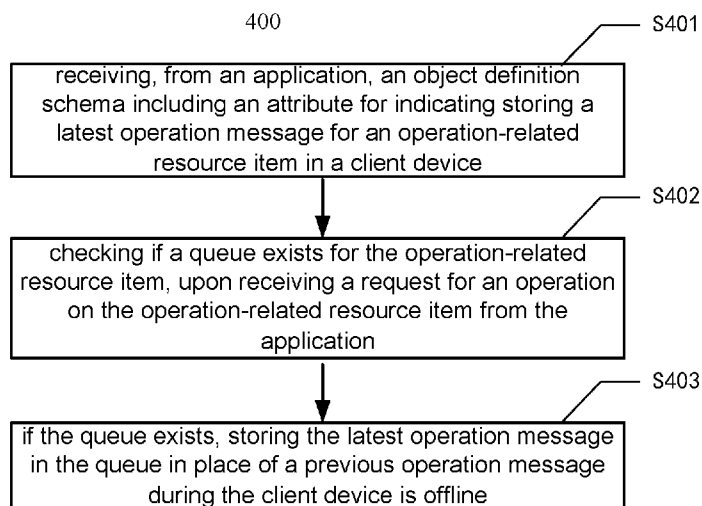 400
S401
receiving, from an application, an object definition
schema including an attribute for indicating storing a
latest operation message for an operation-related
resource item in a client device
S402
checking if a queue exists for the operation-related
resource item, upon receiving a request for an operation
on the operation-related resource item from the
application
S403
if the queue exists, storing the latest operation message
in the queue in place of a previous operation message
during the client device is offline